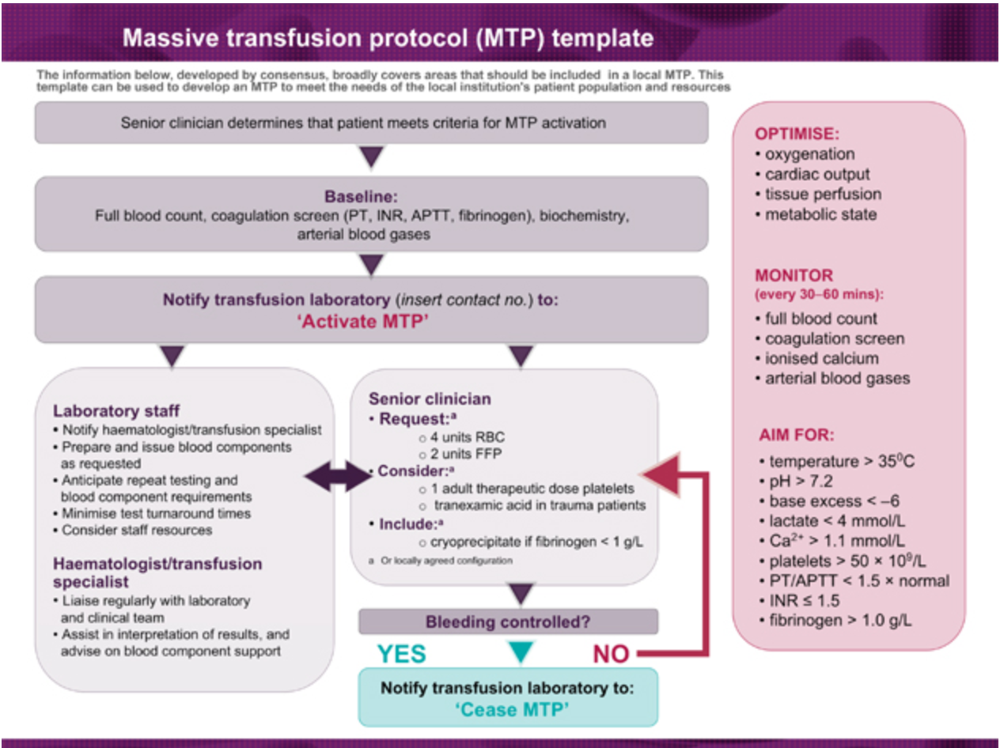 Massive transfusion protocol (MTP) template
The information below, developed by consensus, broadly covers areas that should be included in a local MTP. This
template can be used to develop an MTP to meet the needs of the local institution's patient population and resources
Senior clinician determines that patient meets criteria for MTP activation
Baseline:
Full blood count, coagulation screen (PT, INR, APTT, fibrinogen), biochemistry,
arterial blood gases
Notify transfusion laboratory (insert contact no.) to:
‘Activate MTP’
Laboratory staff
• Notify haematologist/transfusion specialist
• Prepare and issue blood components
as requested
• Anticipate repeat testing and
blood component requirements
• Minimise test turnaround times
• Consider staff resources
Haematologist/transfusion
specialist
• Liaise regularly with laboratory
and clinical team
• Assist in interpretation of results, and
advise on blood component support
Senior clinician
• Request:ª
o 4 units RBC
o 2 units FFP
• Consider:ª
o 1 adult therapeutic dose platelets
o tranexamic acid in trauma patients
• Include:ª
o cryoprecipitate if fibrinogen < 1 g/L
a Or locally agreed configuration
Bleeding controlled?
YES NO
Notify transfusion laboratory to:
‘Cease MTP’
OPTIMISE:
• oxygenation
• cardiac output
• tissue perfusion
• metabolic state
MONITOR
(every 30–60 mins):
• full blood count
• coagulation screen
• ionised calcium
• arterial blood gases
AIM FOR:
• temperature > 35⁰C
• pH > 7.2
• base excess < –6
• lactate < 4 mmol/L
• Ca²⁺ > 1.1 mmol/L
• platelets > 50 × 10⁹/L
• PT/APTT < 1.5 × normal
• INR ≤ 1.5
• fibrinogen > 1.0 g/L